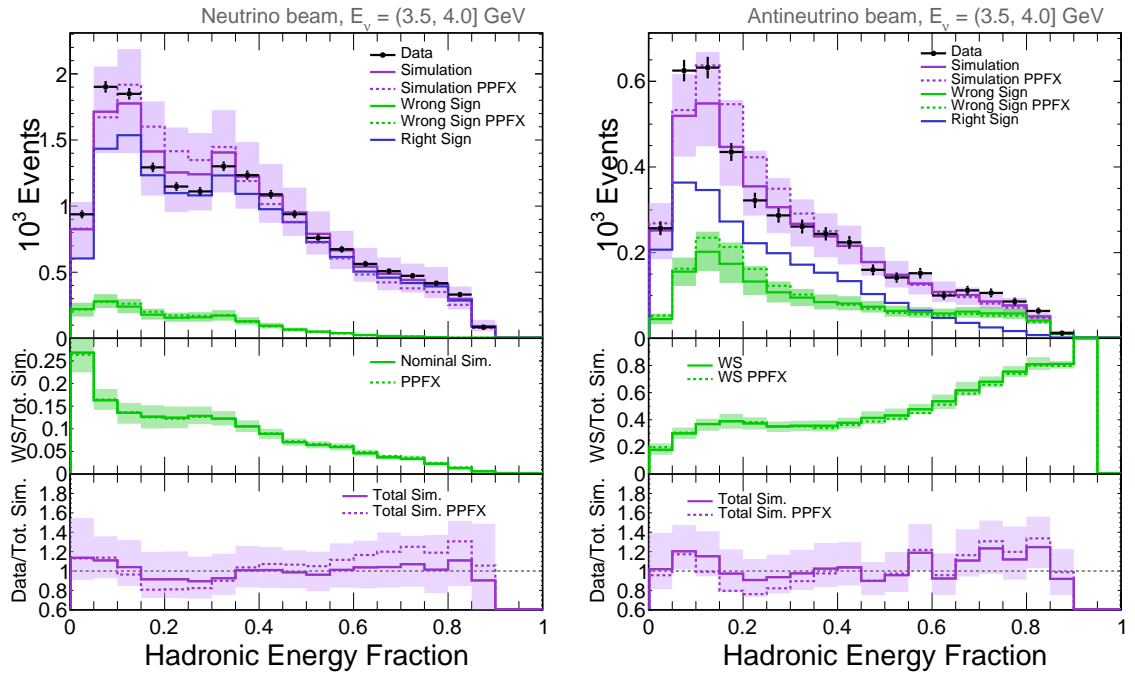 Neutrino beam, Eν = (3.5, 4.0] GeV
10³ Events
2
1.5
1
0.5
0
Data
Simulation
Simulation PPFX
Wrong Sign
Wrong Sign PPFX
Right Sign
WS/Tot. Sim.
0.25
0.2
0.15
0.1
0.05
0
Nominal Sim.
PPFX
Data/Tot. Sim.
1.8
1.6
1.4
1.2
1
0.8
0.6
Total Sim.
Total Sim. PPFX
0 0.2 0.4 0.6 0.8 1
Hadronic Energy Fraction
Antineutrino beam, Eν = (3.5, 4.0] GeV
10³ Events
0.6
0.4
0.2
0
Data
Simulation
Simulation PPFX
Wrong Sign
Wrong Sign PPFX
Right Sign
WS/Tot. Sim.
0.8
0.6
0.4
0.2
0
WS
WS PPFX
Data/Tot. Sim.
1.8
1.6
1.4
1.2
1
0.8
0.6
Total Sim.
Total Sim. PPFX
0 0.2 0.4 0.6 0.8 1
Hadronic Energy Fraction